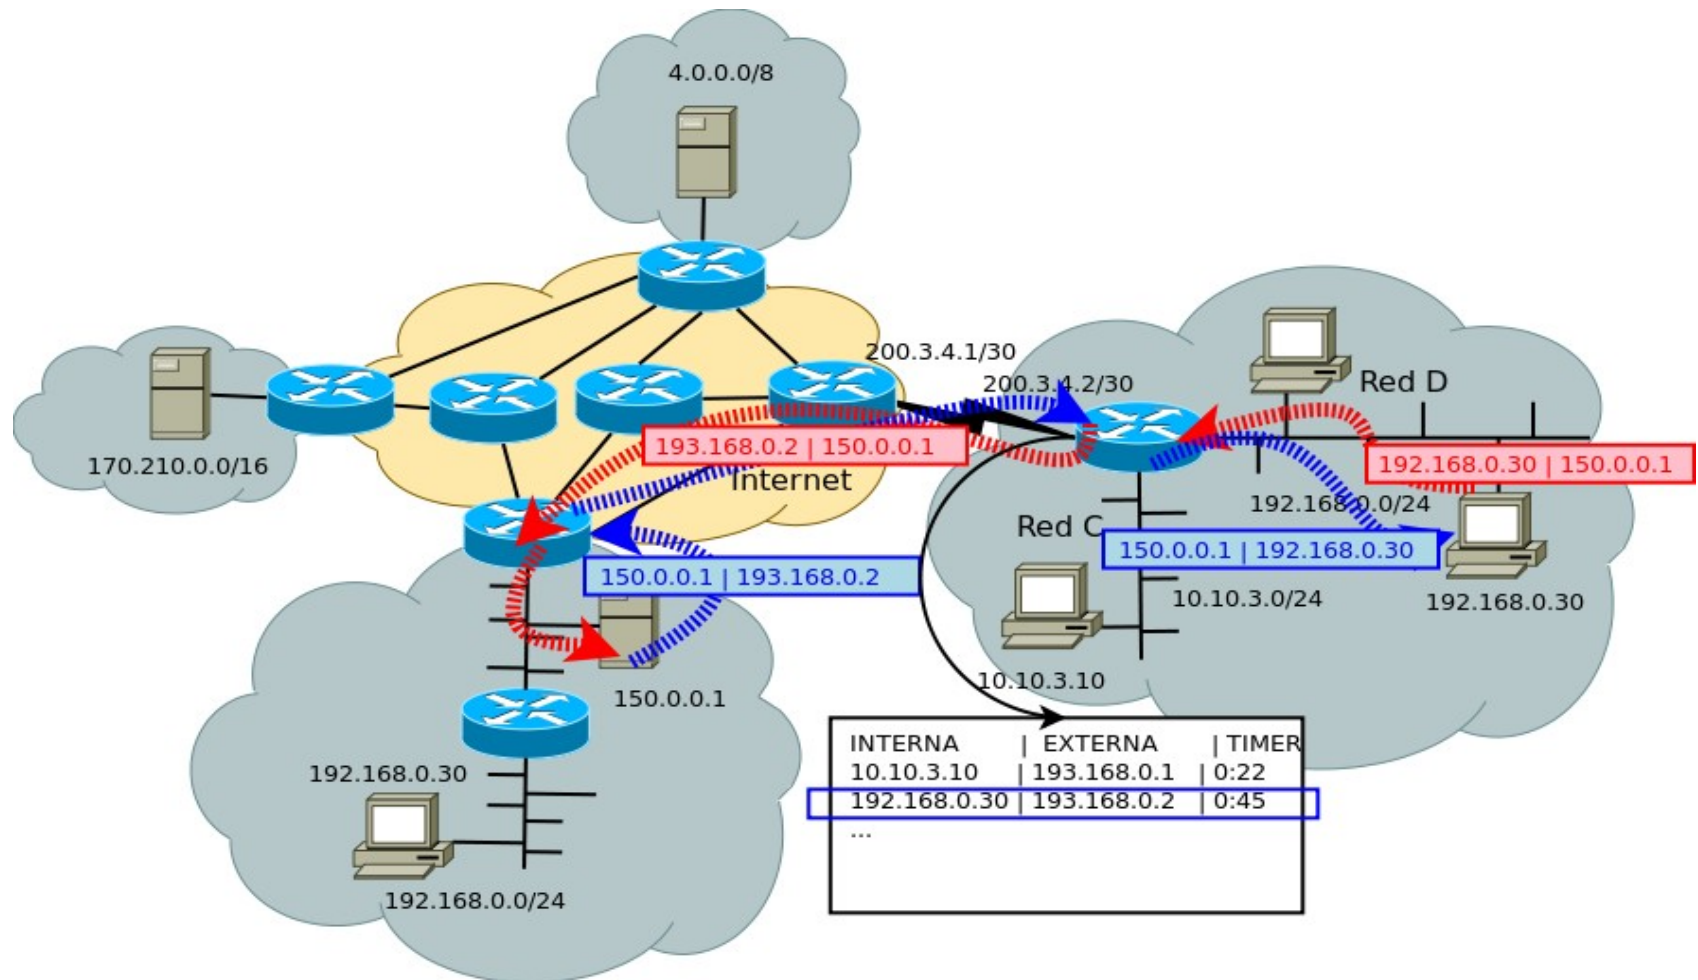 4.0.0.0/8
200.3.4.1/30
200.3.4.2/30
Red D
193.168.0.2 | 150.0.0.1
192.168.0.30 | 150.0.0.1
170.210.0.0/16
Internet
192.168.0.0/24
Red C
150.0.0.1 | 192.168.0.30
150.0.0.1 | 193.168.0.2
10.10.3.0/24
192.168.0.30
10.10.3.10
150.0.0.1
INTERNA | EXTERNA | TIMER
10.10.3.10 | 193.168.0.1 | 0:22
192.168.0.30 | 193.168.0.2 | 0:45
...
192.168.0.30
192.168.0.0/24